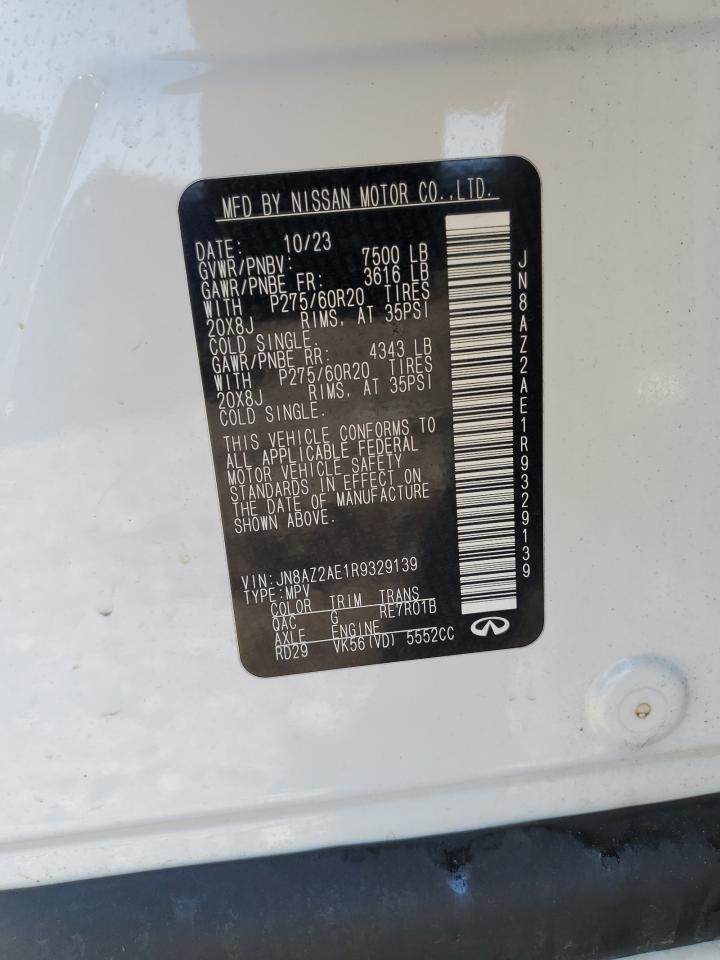 MFD BY NISSAN MOTOR CO.,LTD.
DATE: 10/23
GVWR/PNBV: 7500 LB
GAWR/PNBE FR: 3616 LB
WITH P275/60R20 TIRES
20X8J RIMS, AT 35PSI
COLD SINGLE.
GAWR/PNBE RR: 4343 LB
WITH P275/60R20 TIRES
20X8J RIMS, AT 35PSI
COLD SINGLE.
THIS VEHICLE CONFORMS TO
ALL APPLICABLE FEDERAL
MOTOR VEHICLE SAFETY
STANDARDS IN EFFECT ON
THE DATE OF MANUFACTURE
SHOWN ABOVE.
VIN:JN8AZ2AE1R9329139
TYPE:MPV
COLOR TRIM TRANS
QAC G RE7R01B
AXLE ENGINE
RD29 VK56(VD) 5552CC
JN8AZ2AE1R9329139